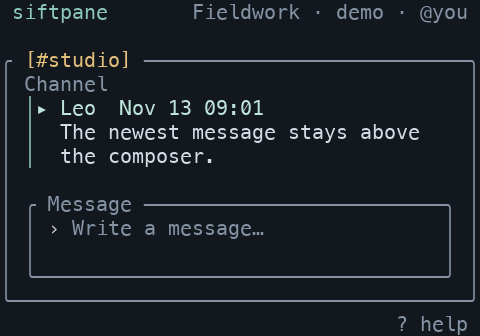 siftpane Fieldwork · demo · @you
[#studio]
Channel
▸ Leo Nov 13 09:01
The newest message stays above
the composer.
Message
› Write a message…
? help